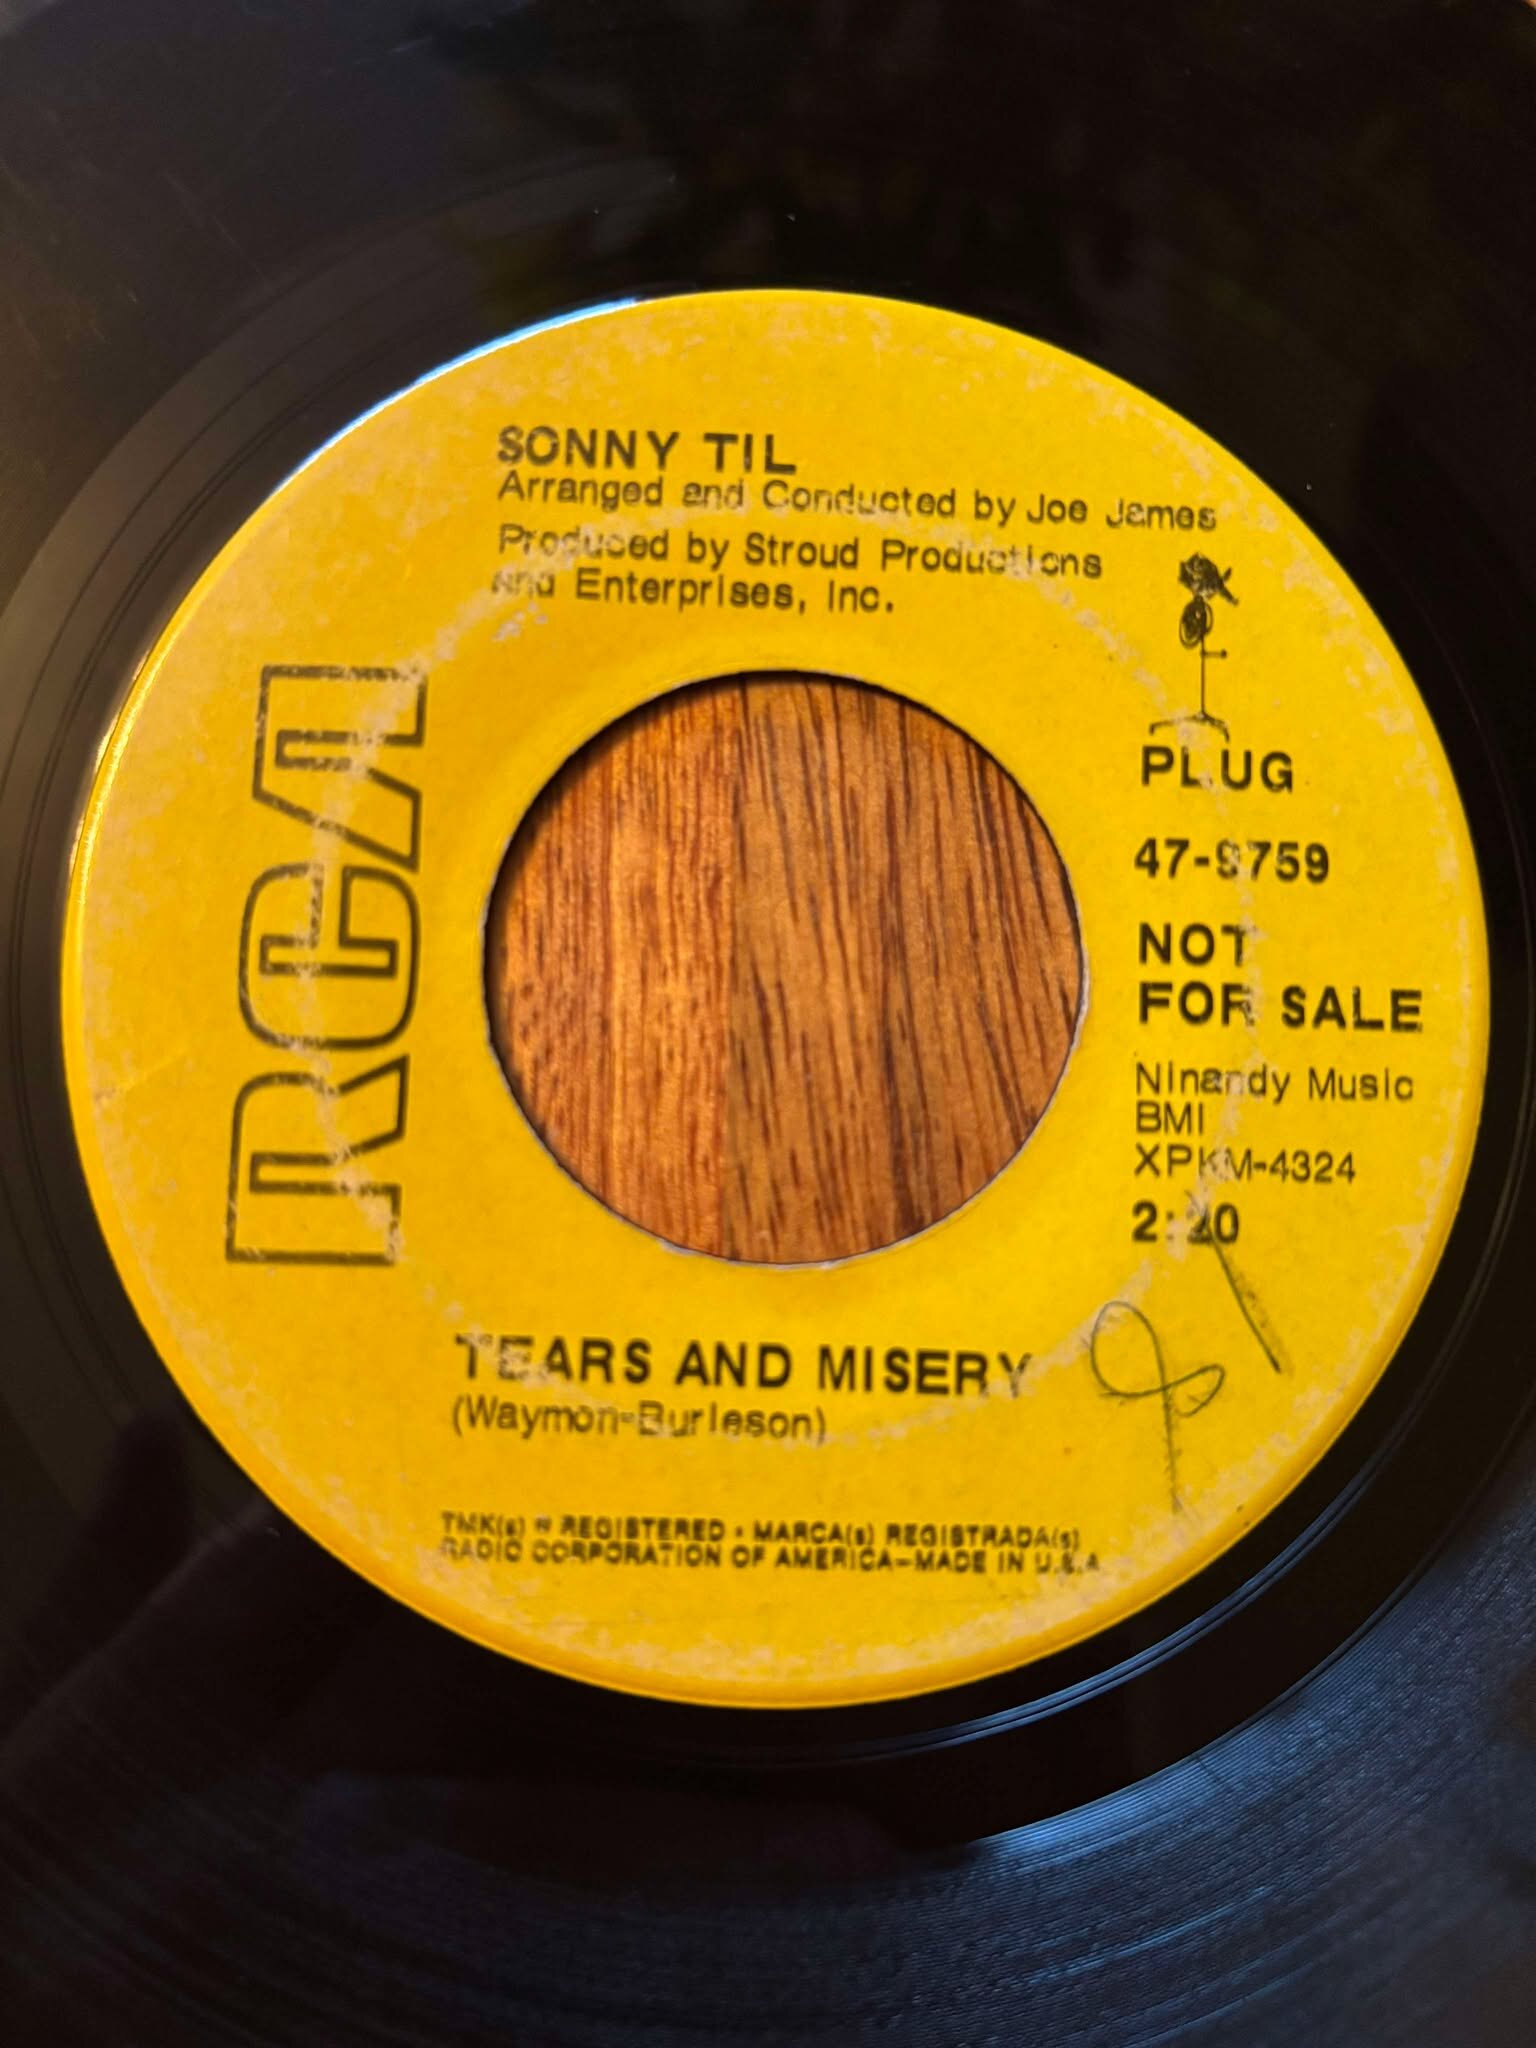 SONNY TIL
Arranged and Conducted by Joe James
Produced by Stroud Productions
and Enterprises, Inc.
RCA
PLUG
47-9759
NOT
FOR SALE
Ninandy Music
BMI
XPKM-4324
2:20
TEARS AND MISERY
(Waymon-Burleson)
TMK(s) ® REGISTERED • MARCA(s) REGISTRADA(s)
RADIO CORPORATION OF AMERICA—MADE IN U.S.A